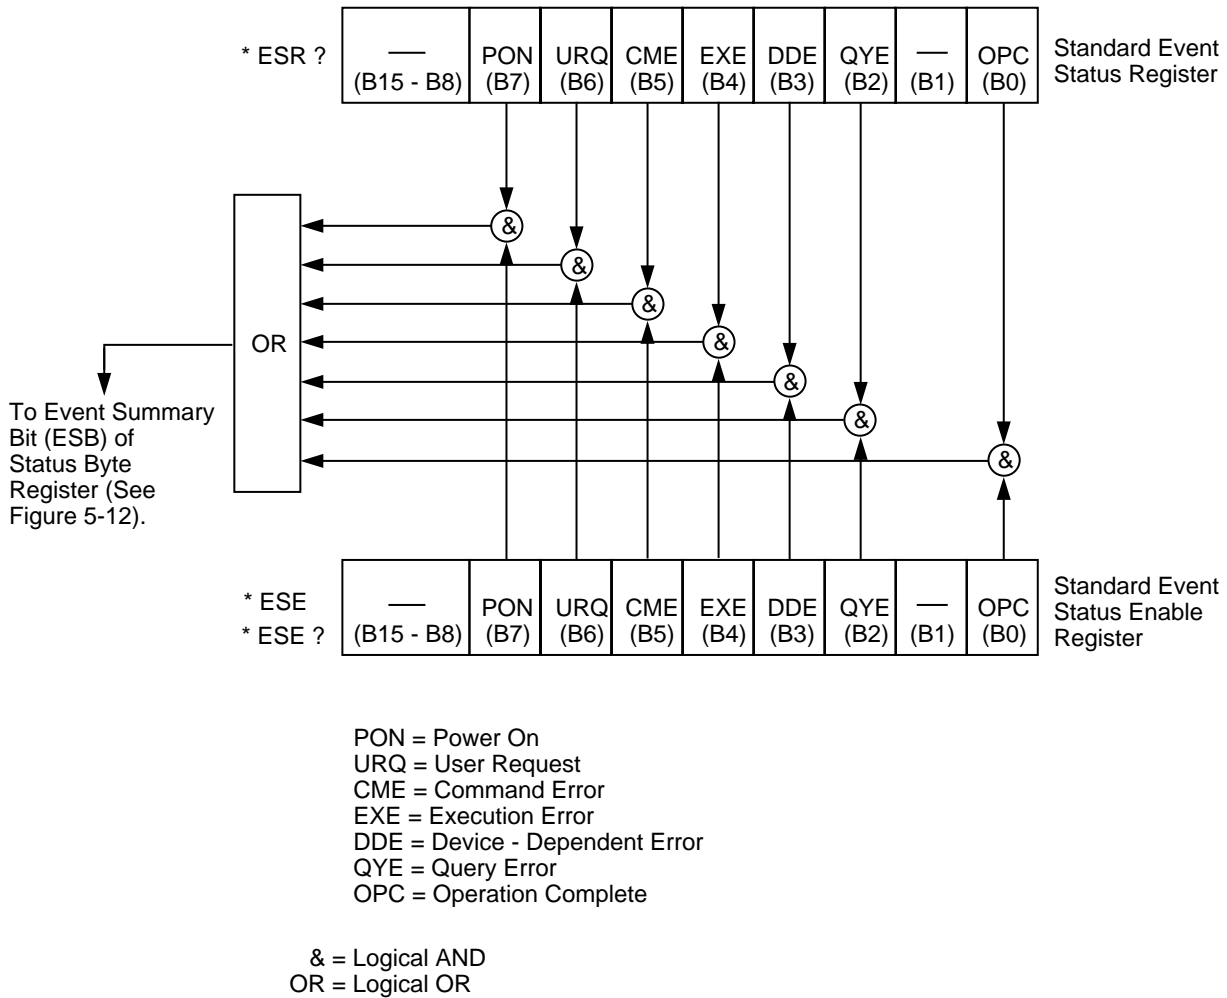 * ESR ?
—
(B15 - B8)
PON
(B7)
URQ
(B6)
CME
(B5)
EXE
(B4)
DDE
(B3)
QYE
(B2)
—
(B1)
OPC
(B0)
Standard Event
Status Register
&
&
&
&
&
&
&
OR
To Event Summary
Bit (ESB) of
Status Byte
Register (See
Figure 5-12).
* ESE
* ESE ?
—
(B15 - B8)
PON
(B7)
URQ
(B6)
CME
(B5)
EXE
(B4)
DDE
(B3)
QYE
(B2)
—
(B1)
OPC
(B0)
Standard Event
Status Enable
Register
PON = Power On
URQ = User Request
CME = Command Error
EXE = Execution Error
DDE = Device - Dependent Error
QYE = Query Error
OPC = Operation Complete
& = Logical AND
OR = Logical OR